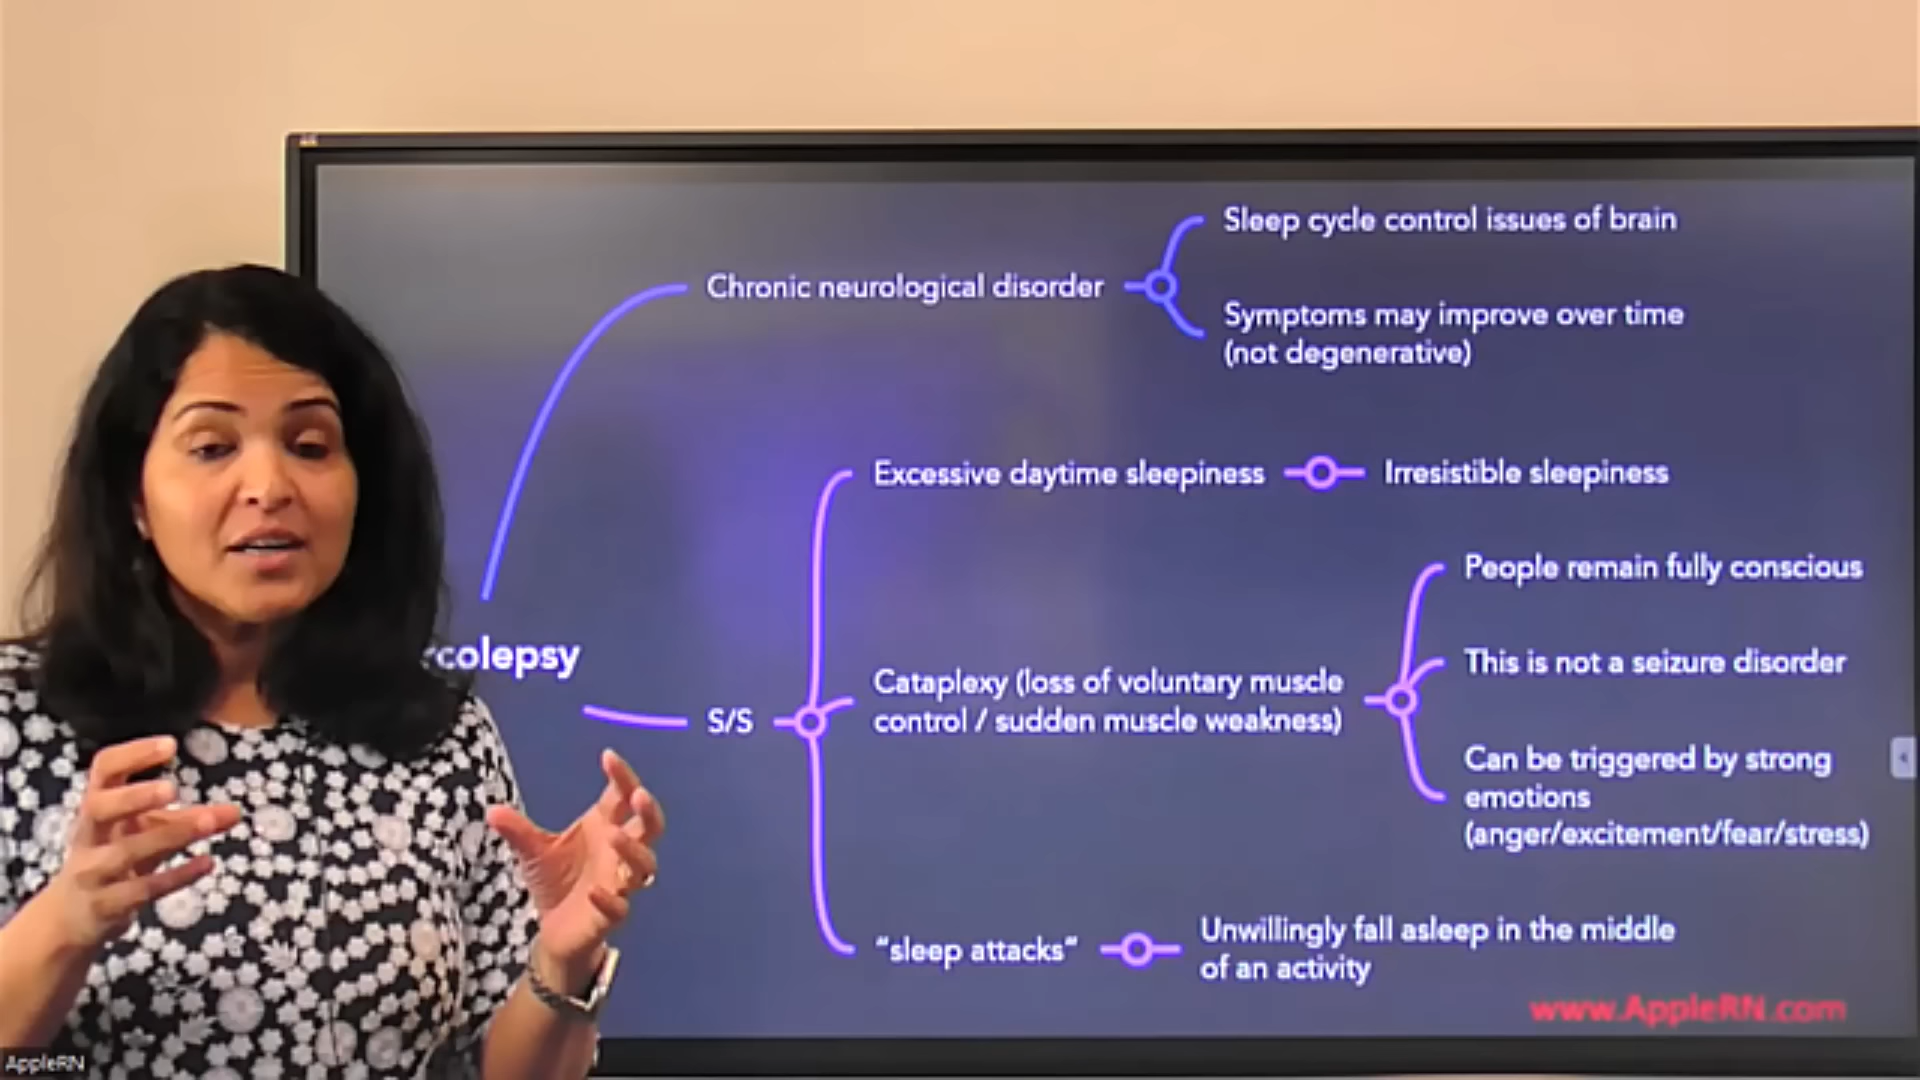 Sleep cycle control issues of brain
Chronic neurological disorder
Symptoms may improve over time
(not degenerative)
Excessive daytime sleepiness
Irresistible sleepiness
People remain fully conscious
rcolepsy
This is not a seizure disorder
S/S
Cataplexy (loss of voluntary muscle
control / sudden muscle weakness)
Can be triggered by strong
emotions
(anger/excitement/fear/stress)
“sleep attacks“
Unwillingly fall asleep in the middle
of an activity
www.AppleRN.com
AppleRN